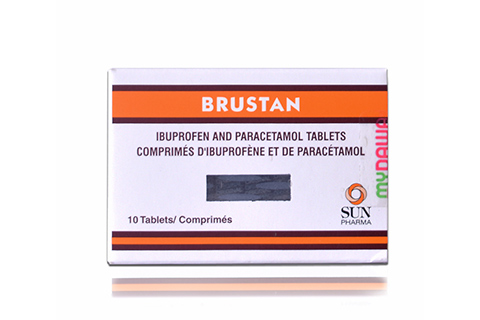 BRUSTAN
IBUPROFEN AND PARACETAMOL TABLETS
COMPRIMÉS D'IBUPROFÈNE ET DE PARACÉTAMOL
10 Tablets/ Comprimés
SUN
PHARMA
MYDAWA